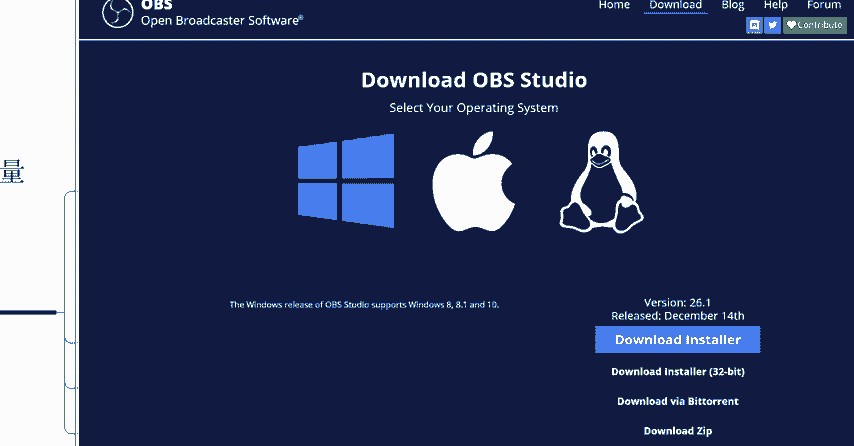 OBS
Open Broadcaster Software®
Home Download Blog Help Forum
Contribute
量
Download OBS Studio
Select Your Operating System
The Windows release of OBS Studio supports Windows 8, 8.1 and 10.
Version: 26.1
Released: December 14th
Download Installer
Download Installer (32-bit)
Download via Bittorrent
Download Zip